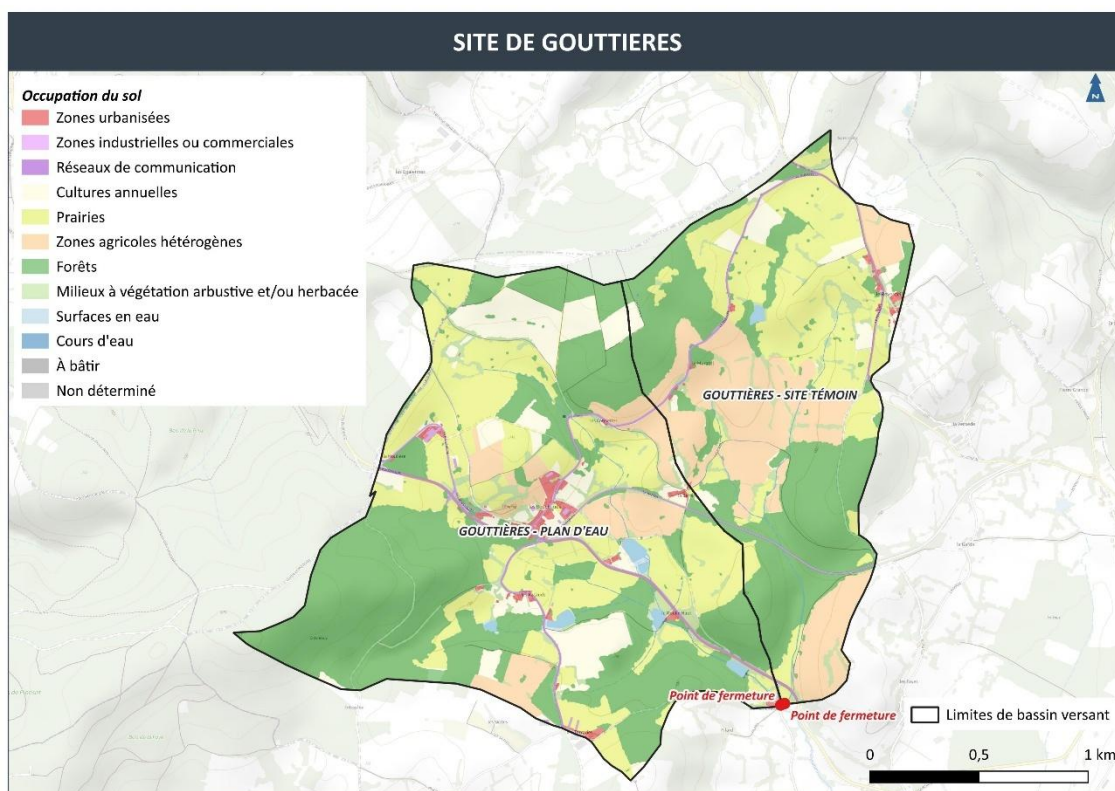 SITE DE GOUTTIERES
N
Occupation du sol
Zones urbanisées
Zones industrielles ou commerciales
Réseaux de communication
Cultures annuelles
Prairies
Zones agricoles hétérogènes
Forêts
Milieux à végétation arbustive et/ou herbacée
Surfaces en eau
Cours d'eau
À bâtir
Non déterminé
GOUTTIÈRES - SITE TÉMOIN
GOUTTIÈRES - PLAN D'EAU
Point de fermeture
Point de fermeture
Limites de bassin versant
0 0,5 1 km